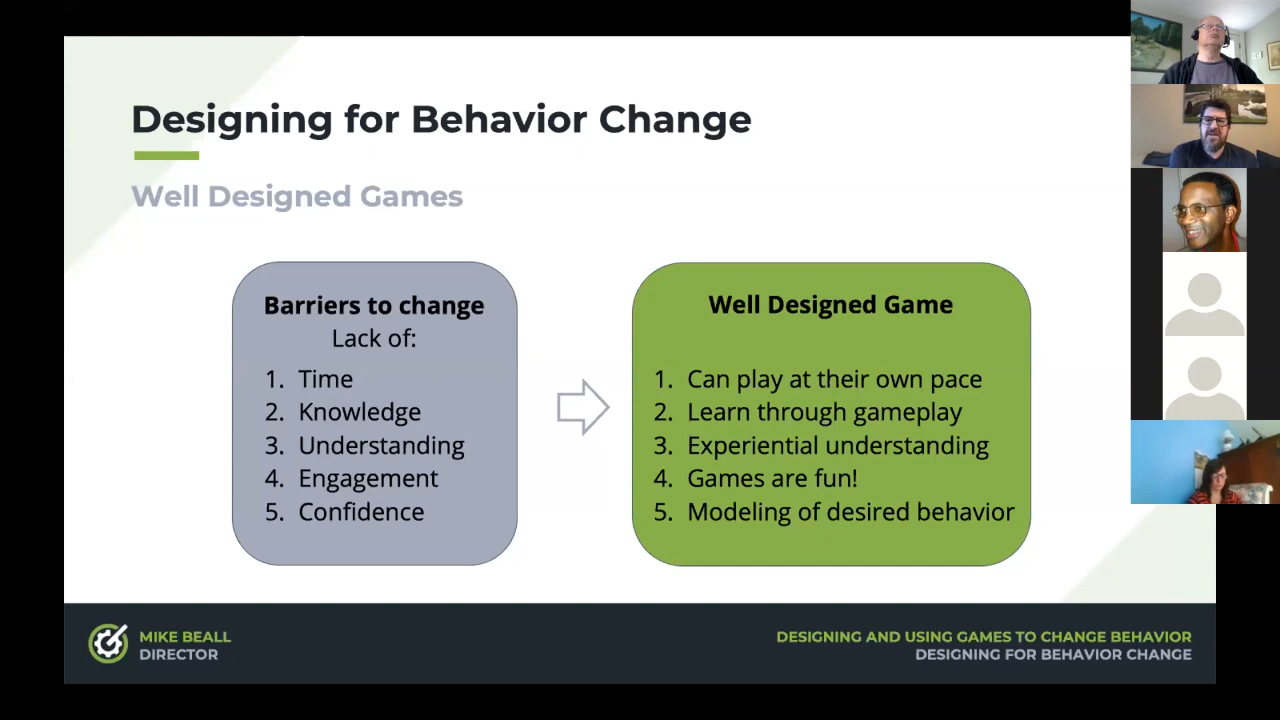 Designing for Behavior Change
Well Designed Games
Barriers to change
Lack of:
1. Time
2. Knowledge
3. Understanding
4. Engagement
5. Confidence
Well Designed Game
1. Can play at their own pace
2. Learn through gameplay
3. Experiential understanding
4. Games are fun!
5. Modeling of desired behavior
MIKE BEALL
DIRECTOR
DESIGNING AND USING GAMES TO CHANGE BEHAVIOR
DESIGNING FOR BEHAVIOR CHANGE